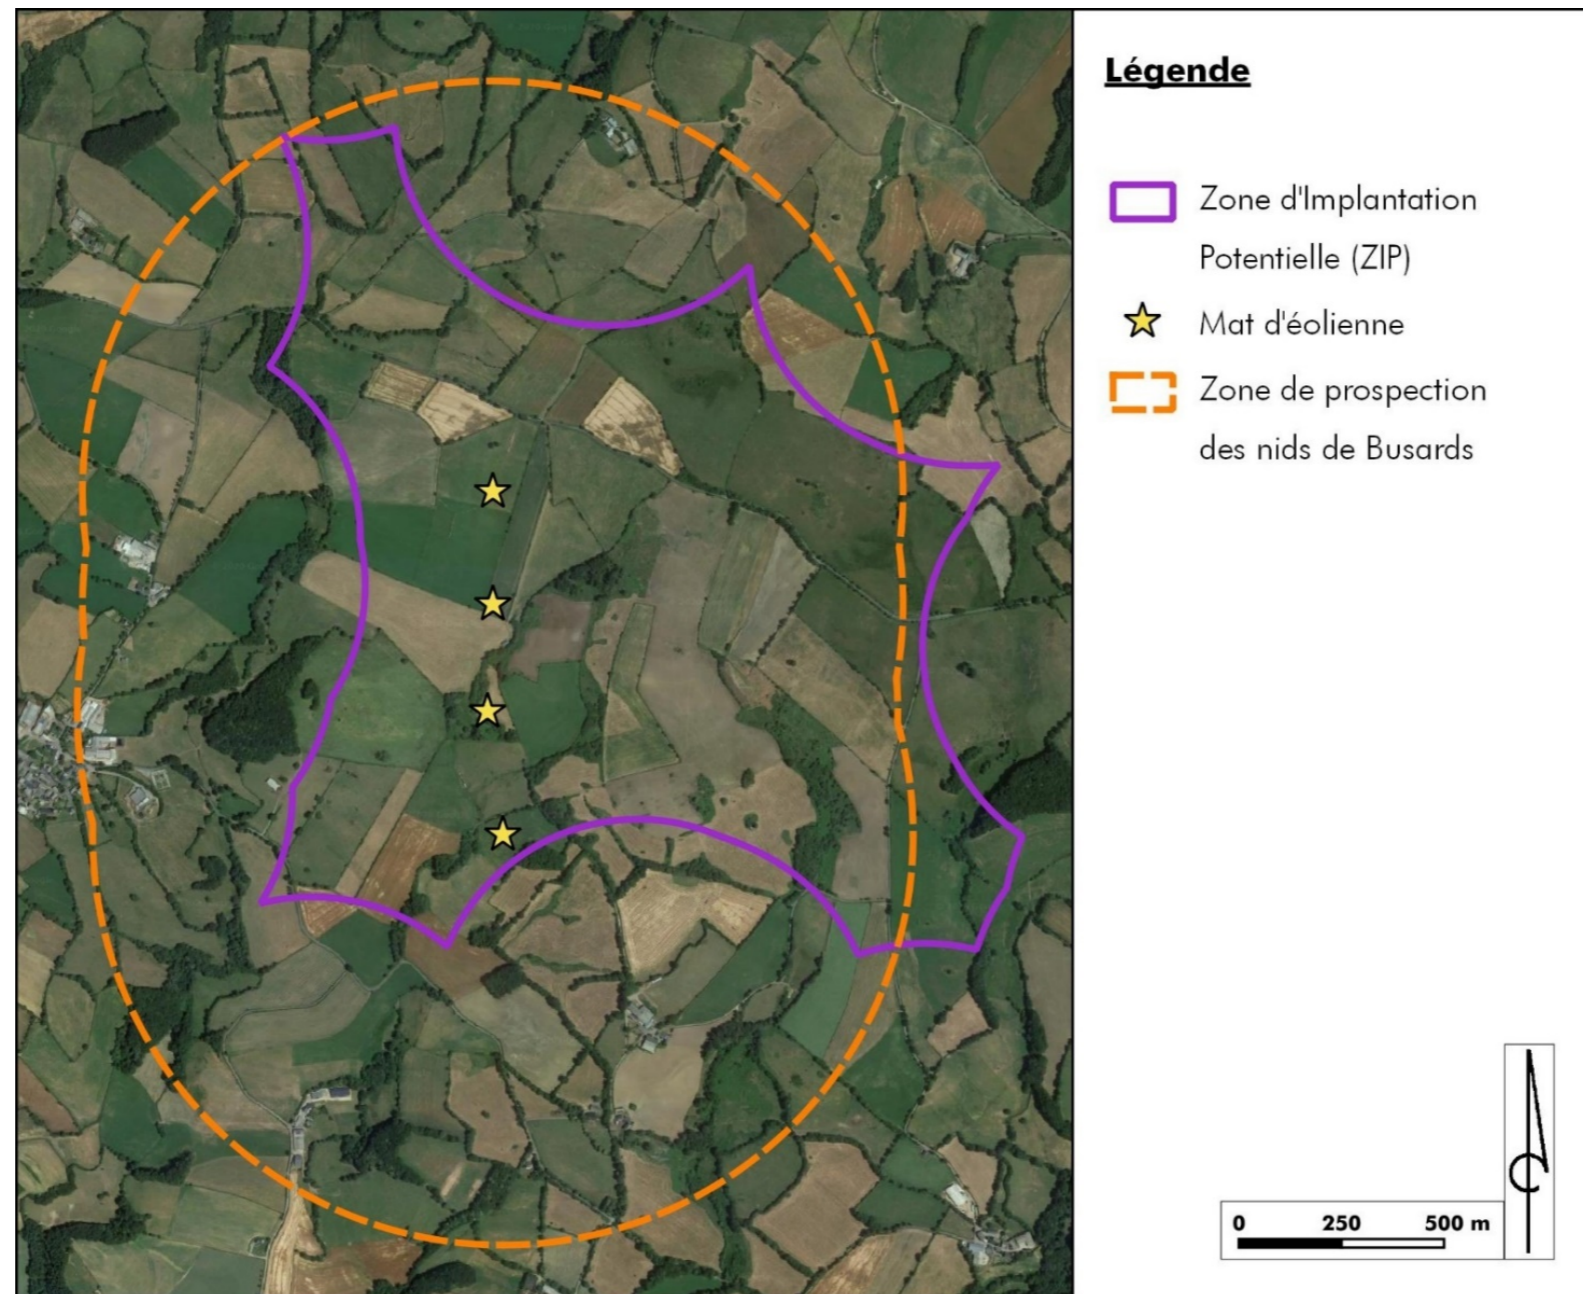 Légende
Zone d'Implantation
Potentielle (ZIP)
Mat d'éolienne
Zone de prospection
des nids de Busards
0 250 500 m